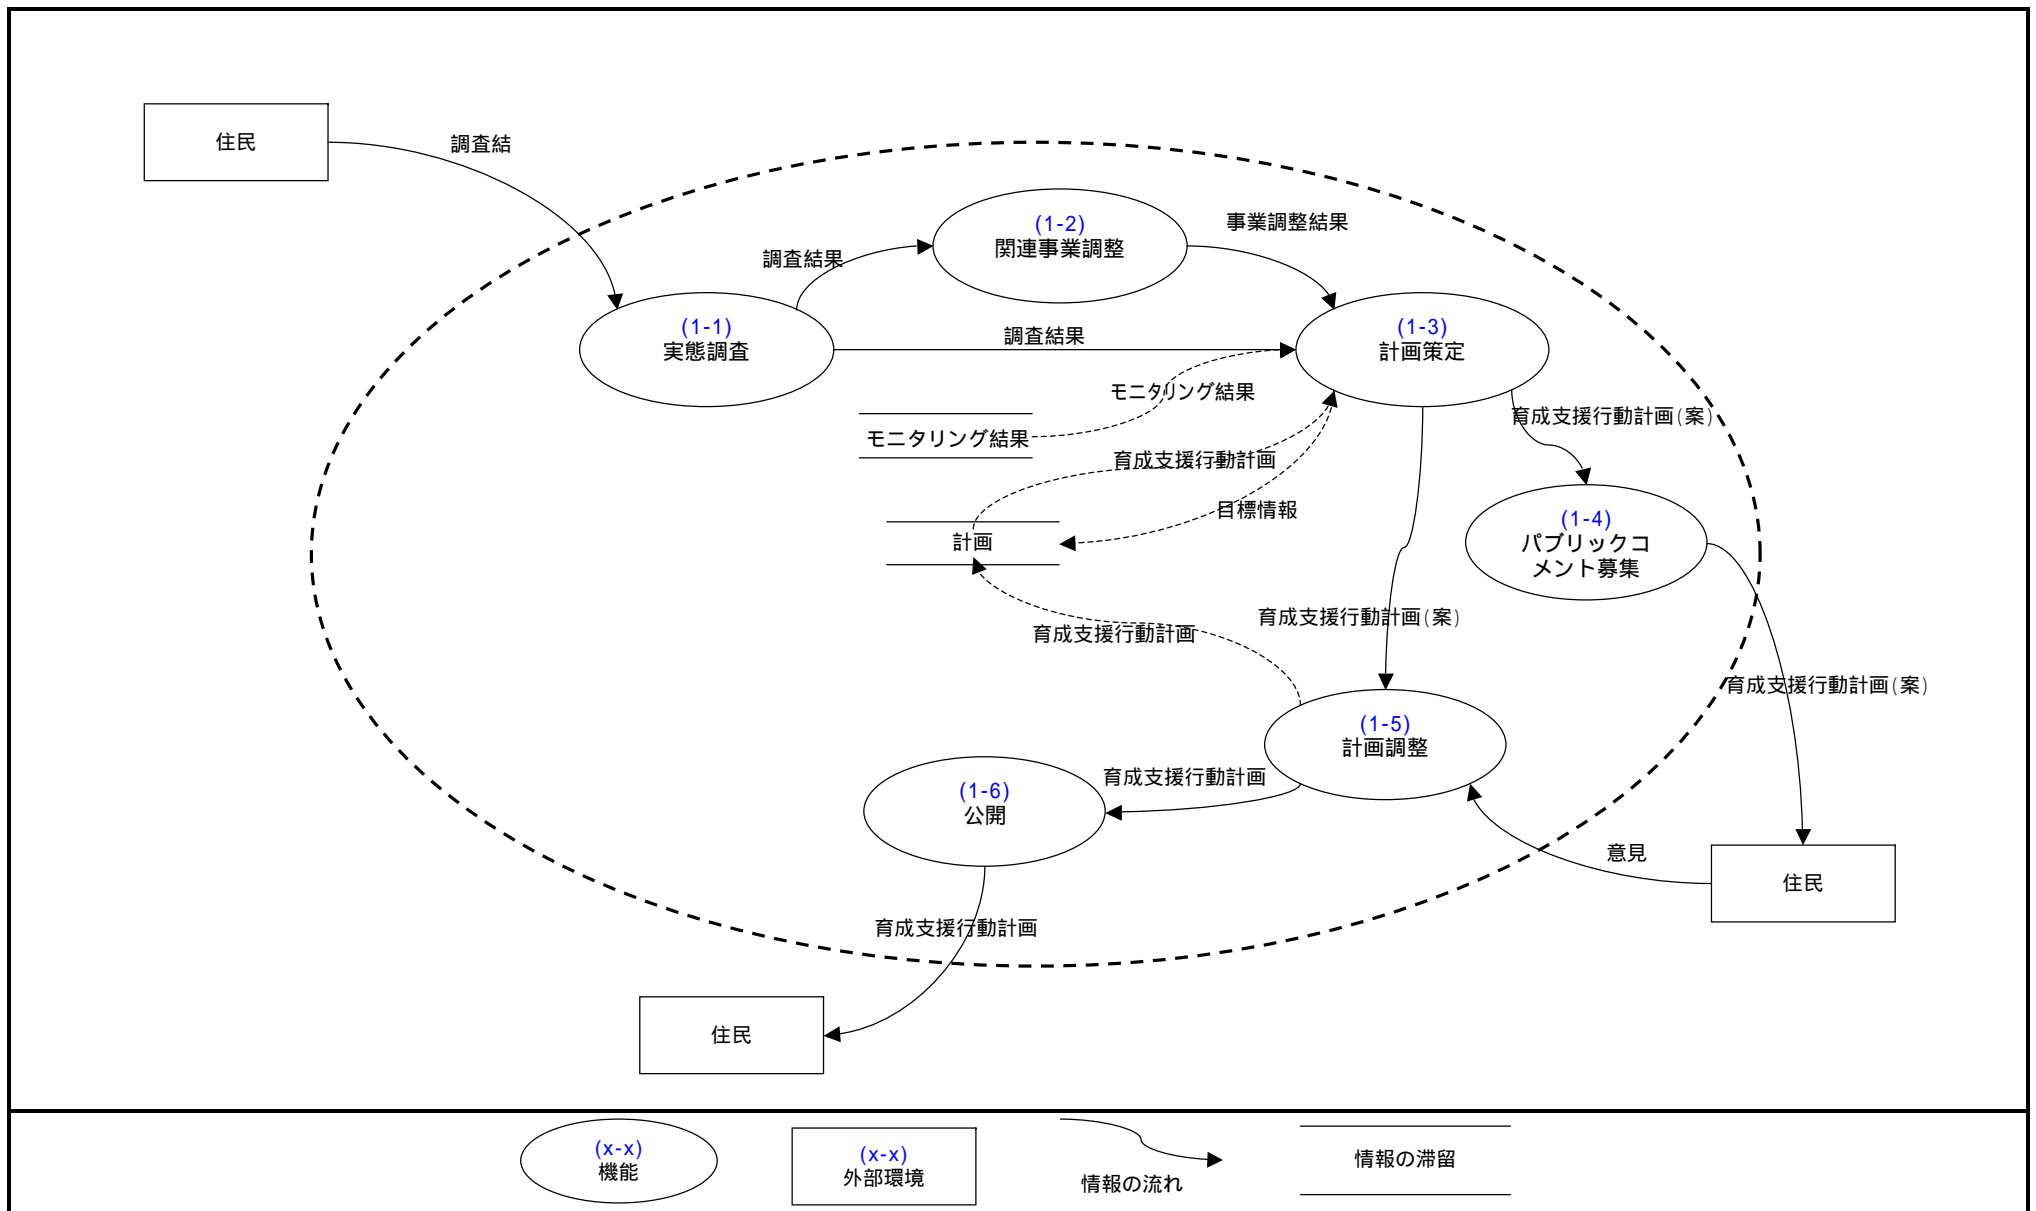 住民
調査結
(1-2)
関連事業調整
事業調整結果
調査結果
(1-1)
実態調査
調査結果
(1-3)
計画策定
モニタリング結果
モニタリング結果
育成支援行動計画(案)
育成支援行動計画
目標情報
計画
(1-4)
パブリックコ
メント募集
育成支援行動計画
育成支援行動計画(案)
育成支援行動計画(案)
(1-5)
計画調整
育成支援行動計画
(1-6)
公開
意見
住民
育成支援行動計画
住民
(x-x)
機能
(x-x)
外部環境
情報の流れ
情報の滞留